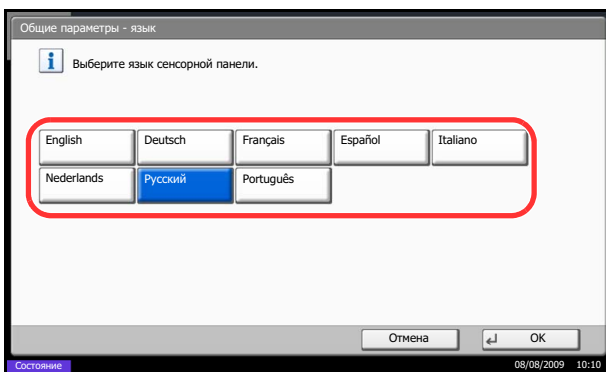 Общие параметры - язык
Выберите язык сенсорной панели.
English Deutsch Français Español Italiano
Nederlands Русский Português
Отмена OK
Состояние 08/08/2009 10:10